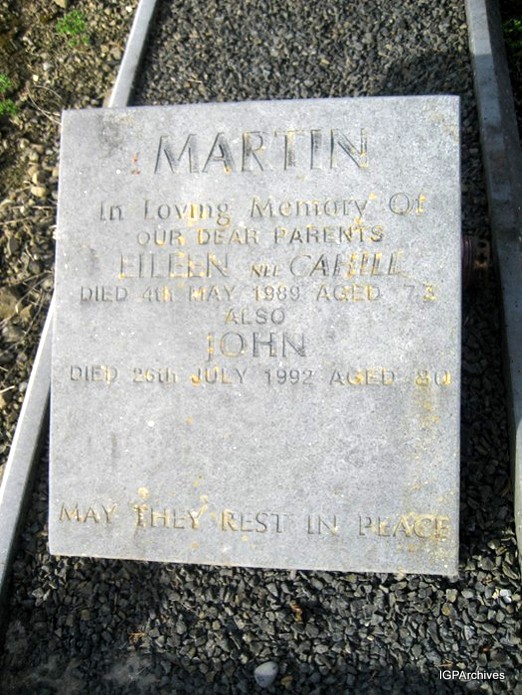 MARTIN
In Loving Memory Of
OUR DEAR PARENTS
EILEEN NEE CAHILL
DIED 4th MAY 1989 AGED 73
ALSO
JOHN
DIED 26th JULY 1992 AGED 80
MAY THEY REST IN PEACE
IGPArchives